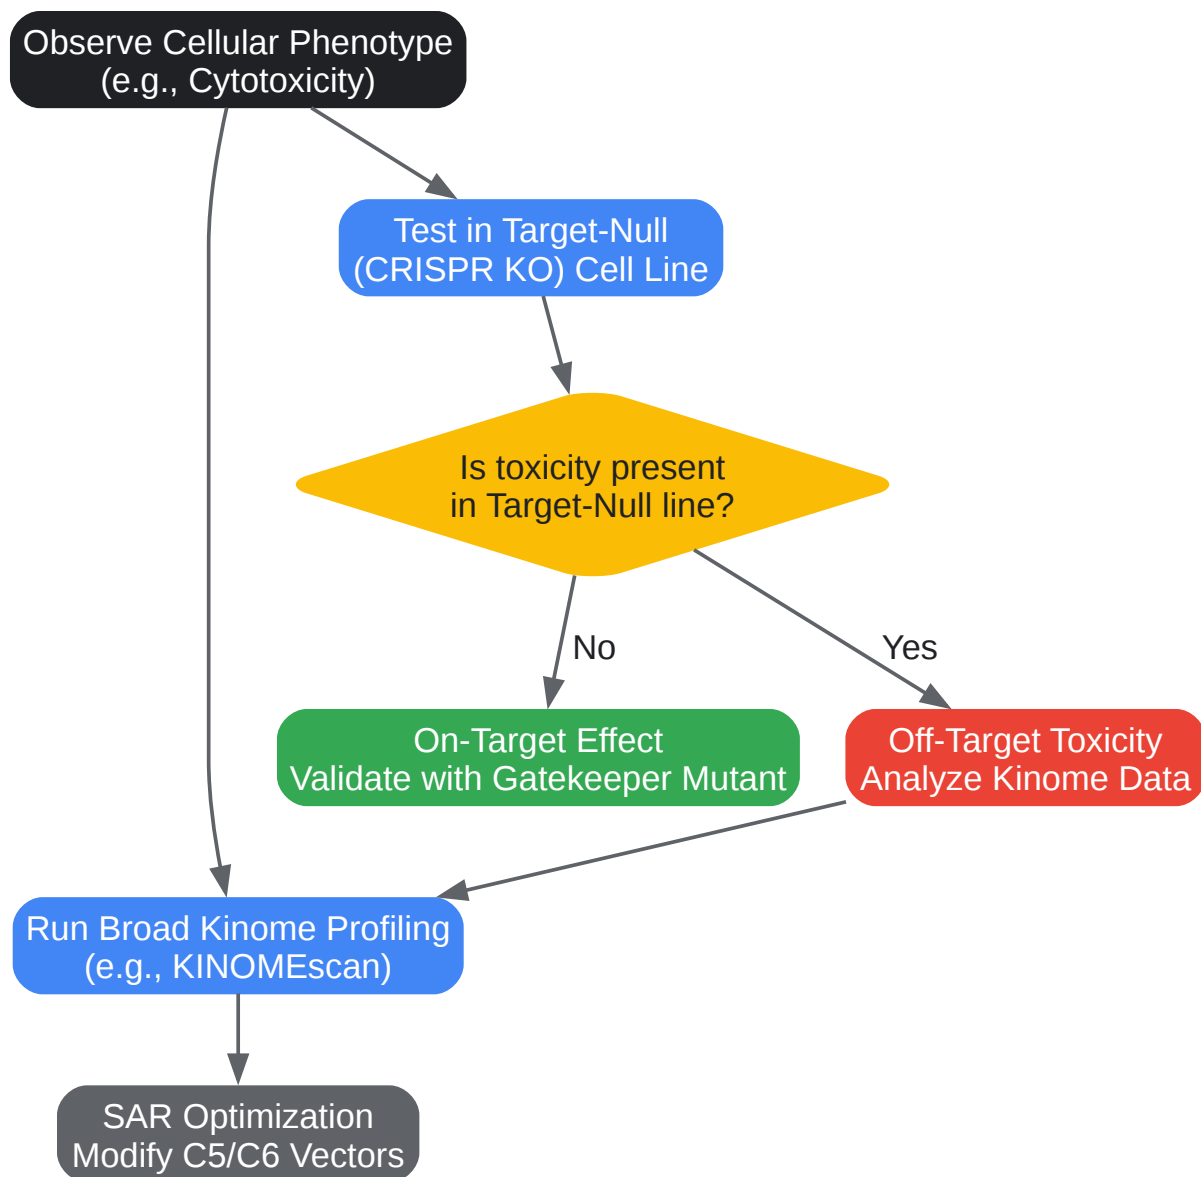 Observe Cellular Phenotype
(e.g., Cytotoxicity)
Test in Target-Null
(CRISPR KO) Cell Line
Is toxicity present
in Target-Null line?
No
Yes
On-Target Effect
Validate with Gatekeeper Mutant
Off-Target Toxicity
Analyze Kinome Data
Run Broad Kinome Profiling
(e.g., KINOMEscan)
SAR Optimization
Modify C5/C6 Vectors